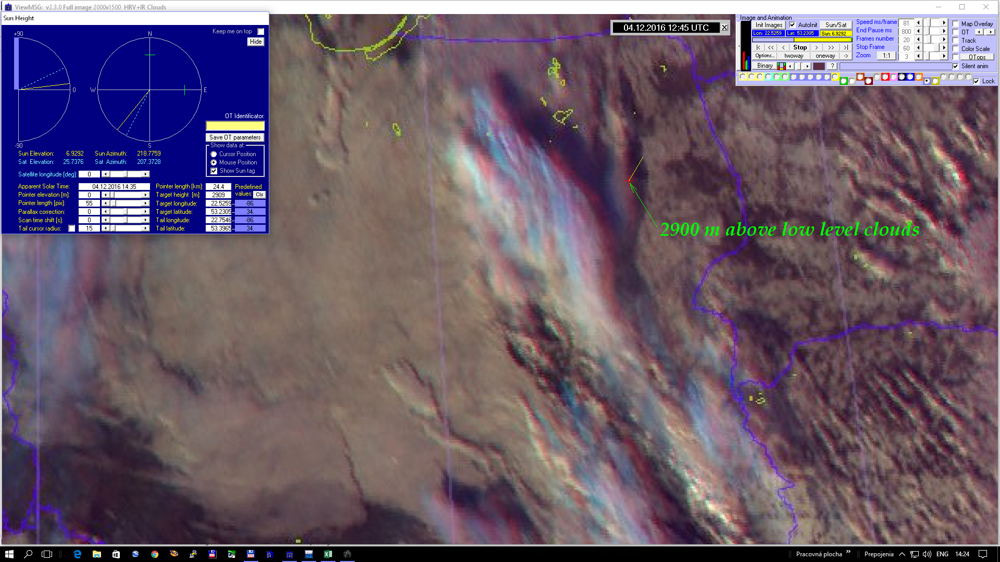 ViewMSG: v2.3.0 Full image 2000x1500 HRV+IR Clouds
Sun Height
Keep me on top
Hide
+90
0
-90
N
W
E
S
OT Identificator:
Save OT parameters
Show data at:
Cursor Position
Mouse Position
Show Sun tag
Sun Elevation: 6.9292 Sun Azimuth: 218.7759
Sat Elevation: 25.7376 Sat Azimuth: 207.3728
Satellite longitude [deg]: 0
Apparent Solar Time: 04.12.2016 14:35 Pointer length [km]: 24.4 Predefined
Pointer elevation [m]: 0 Target height [m]: 2909 values: Cls
Pointer length [pix]: 55 Target longitude: 22.5259 -86.
Parallax correction: 0 Target latitude: 53.2305 34.
Scan time shift [s]: 0 Tail longitude: 22.7546 -86.
Tail cursor radius: 15 Tail latitude: 53.3965 34.
04.12.2016 12:45 UTC
Image and Animation
Init Images AutoInit Sun/Sat
Lon: 22.5259 Lat: 53.2305 Sun: 6.9292
|< << < Stop > >> >|
Options... twoway oneway ->
Binary ?
Speed ms/frame 81
End Pause ms 800
Frames number 20
Stop Frame 60
Zoom 1:1 3
Map Overlay
OT
Track
Color Scale
OTops
Silent anim
Lock
2900 m above low level clouds
Pracovná plocha
Prepojenia
ENG
14:24